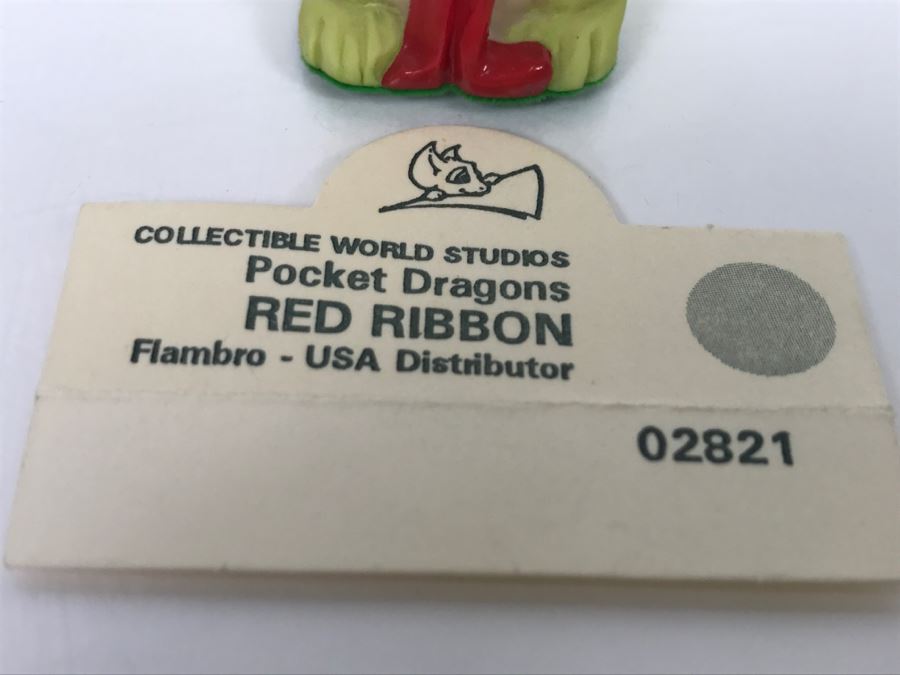 COLLECTIBLE WORLD STUDIOS
Pocket Dragons
RED RIBBON
Flambro - USA Distributor
02821